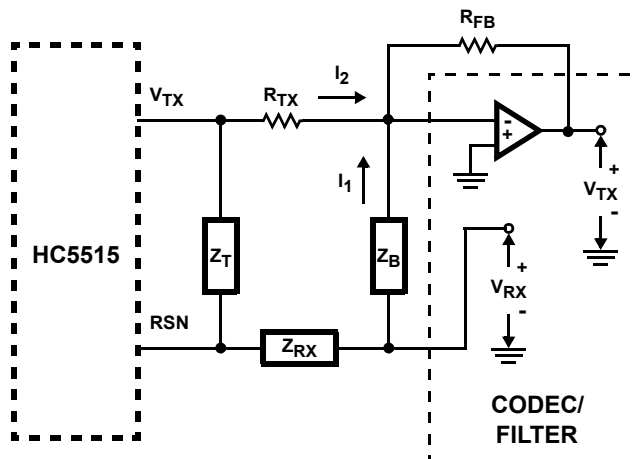 R_FB
I_2
V_TX
R_TX
-
+
I_1
+
V_TX
-
HC5515
Z_T
Z_B
+
V_RX
-
RSN
Z_RX
CODEC/
FILTER